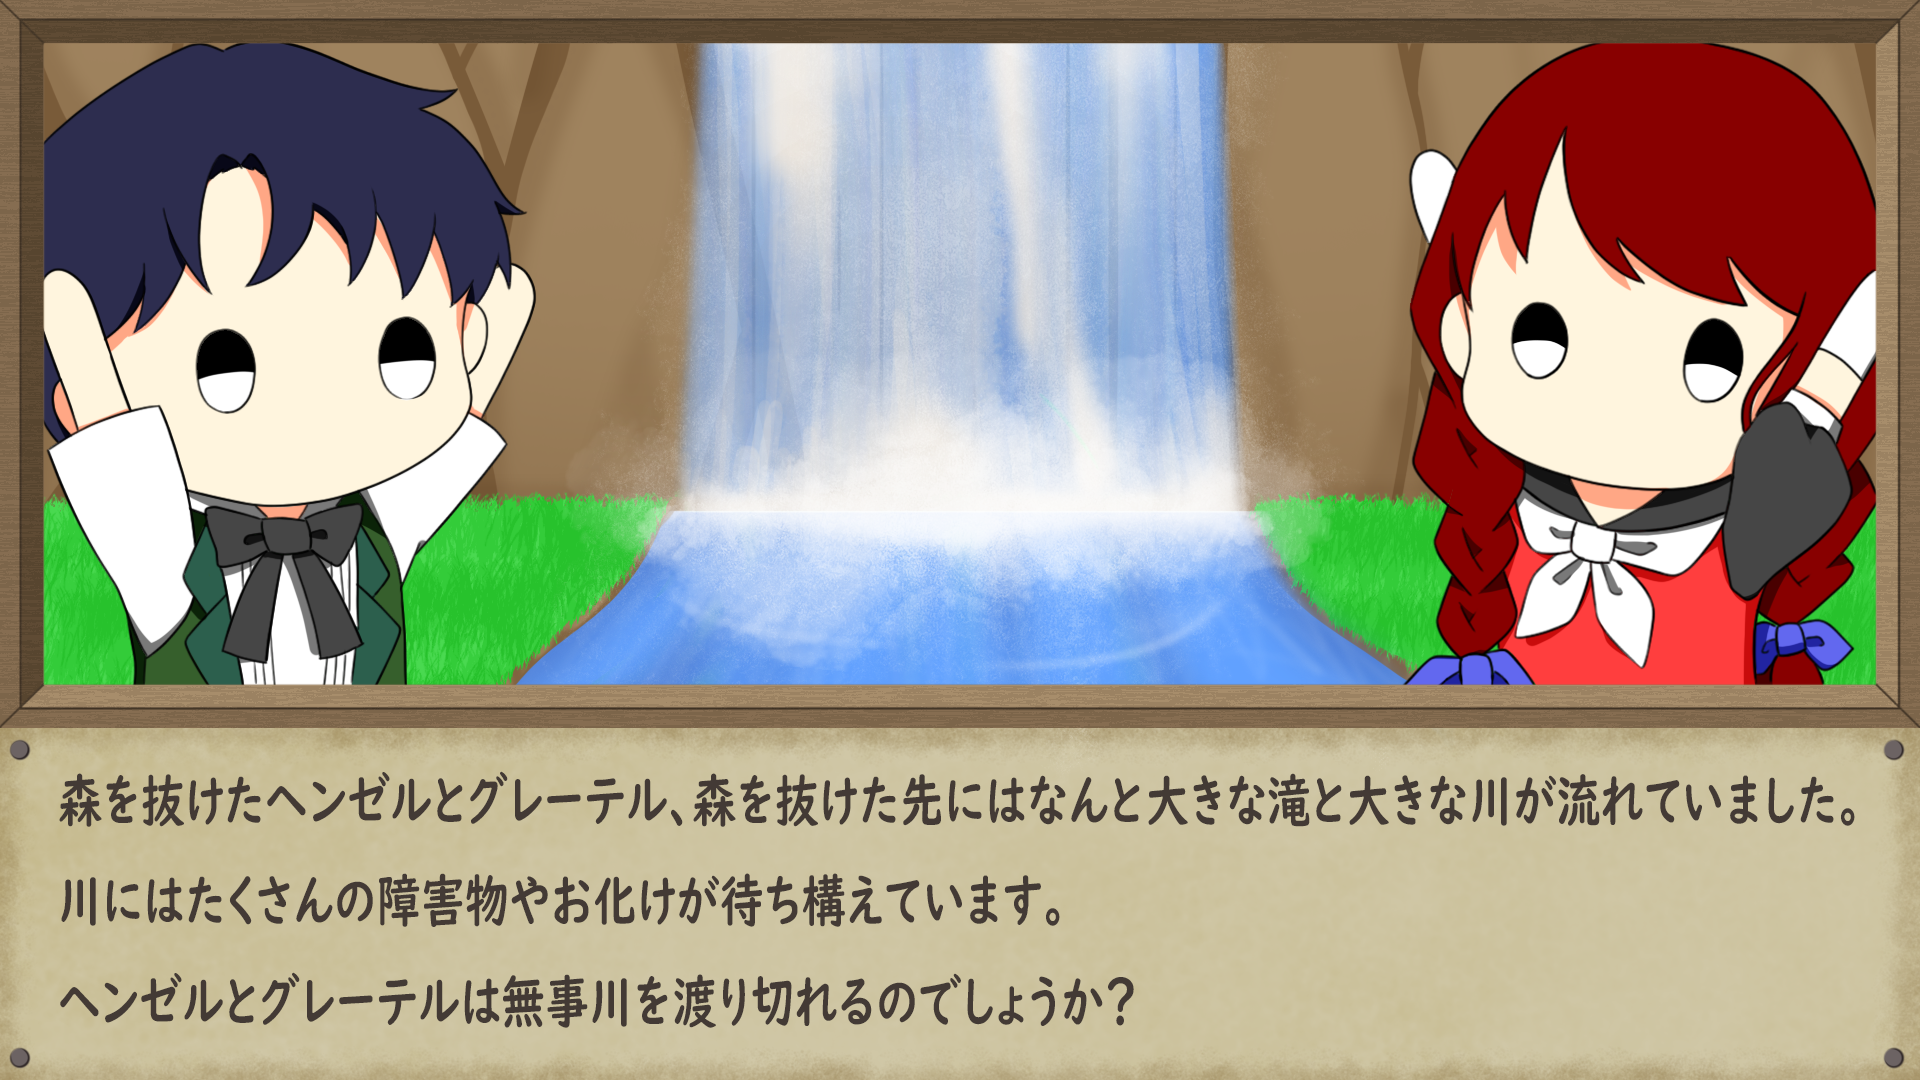 森を抜けたヘンゼルとグレーテル、森を抜けた先にはなんと大きな滝と大きな川が流れていました。
川にはたくさんの障害物やお化けが待ち構えています。
ヘンゼルとグレーテルは無事川を渡り切れるのでしょうか？